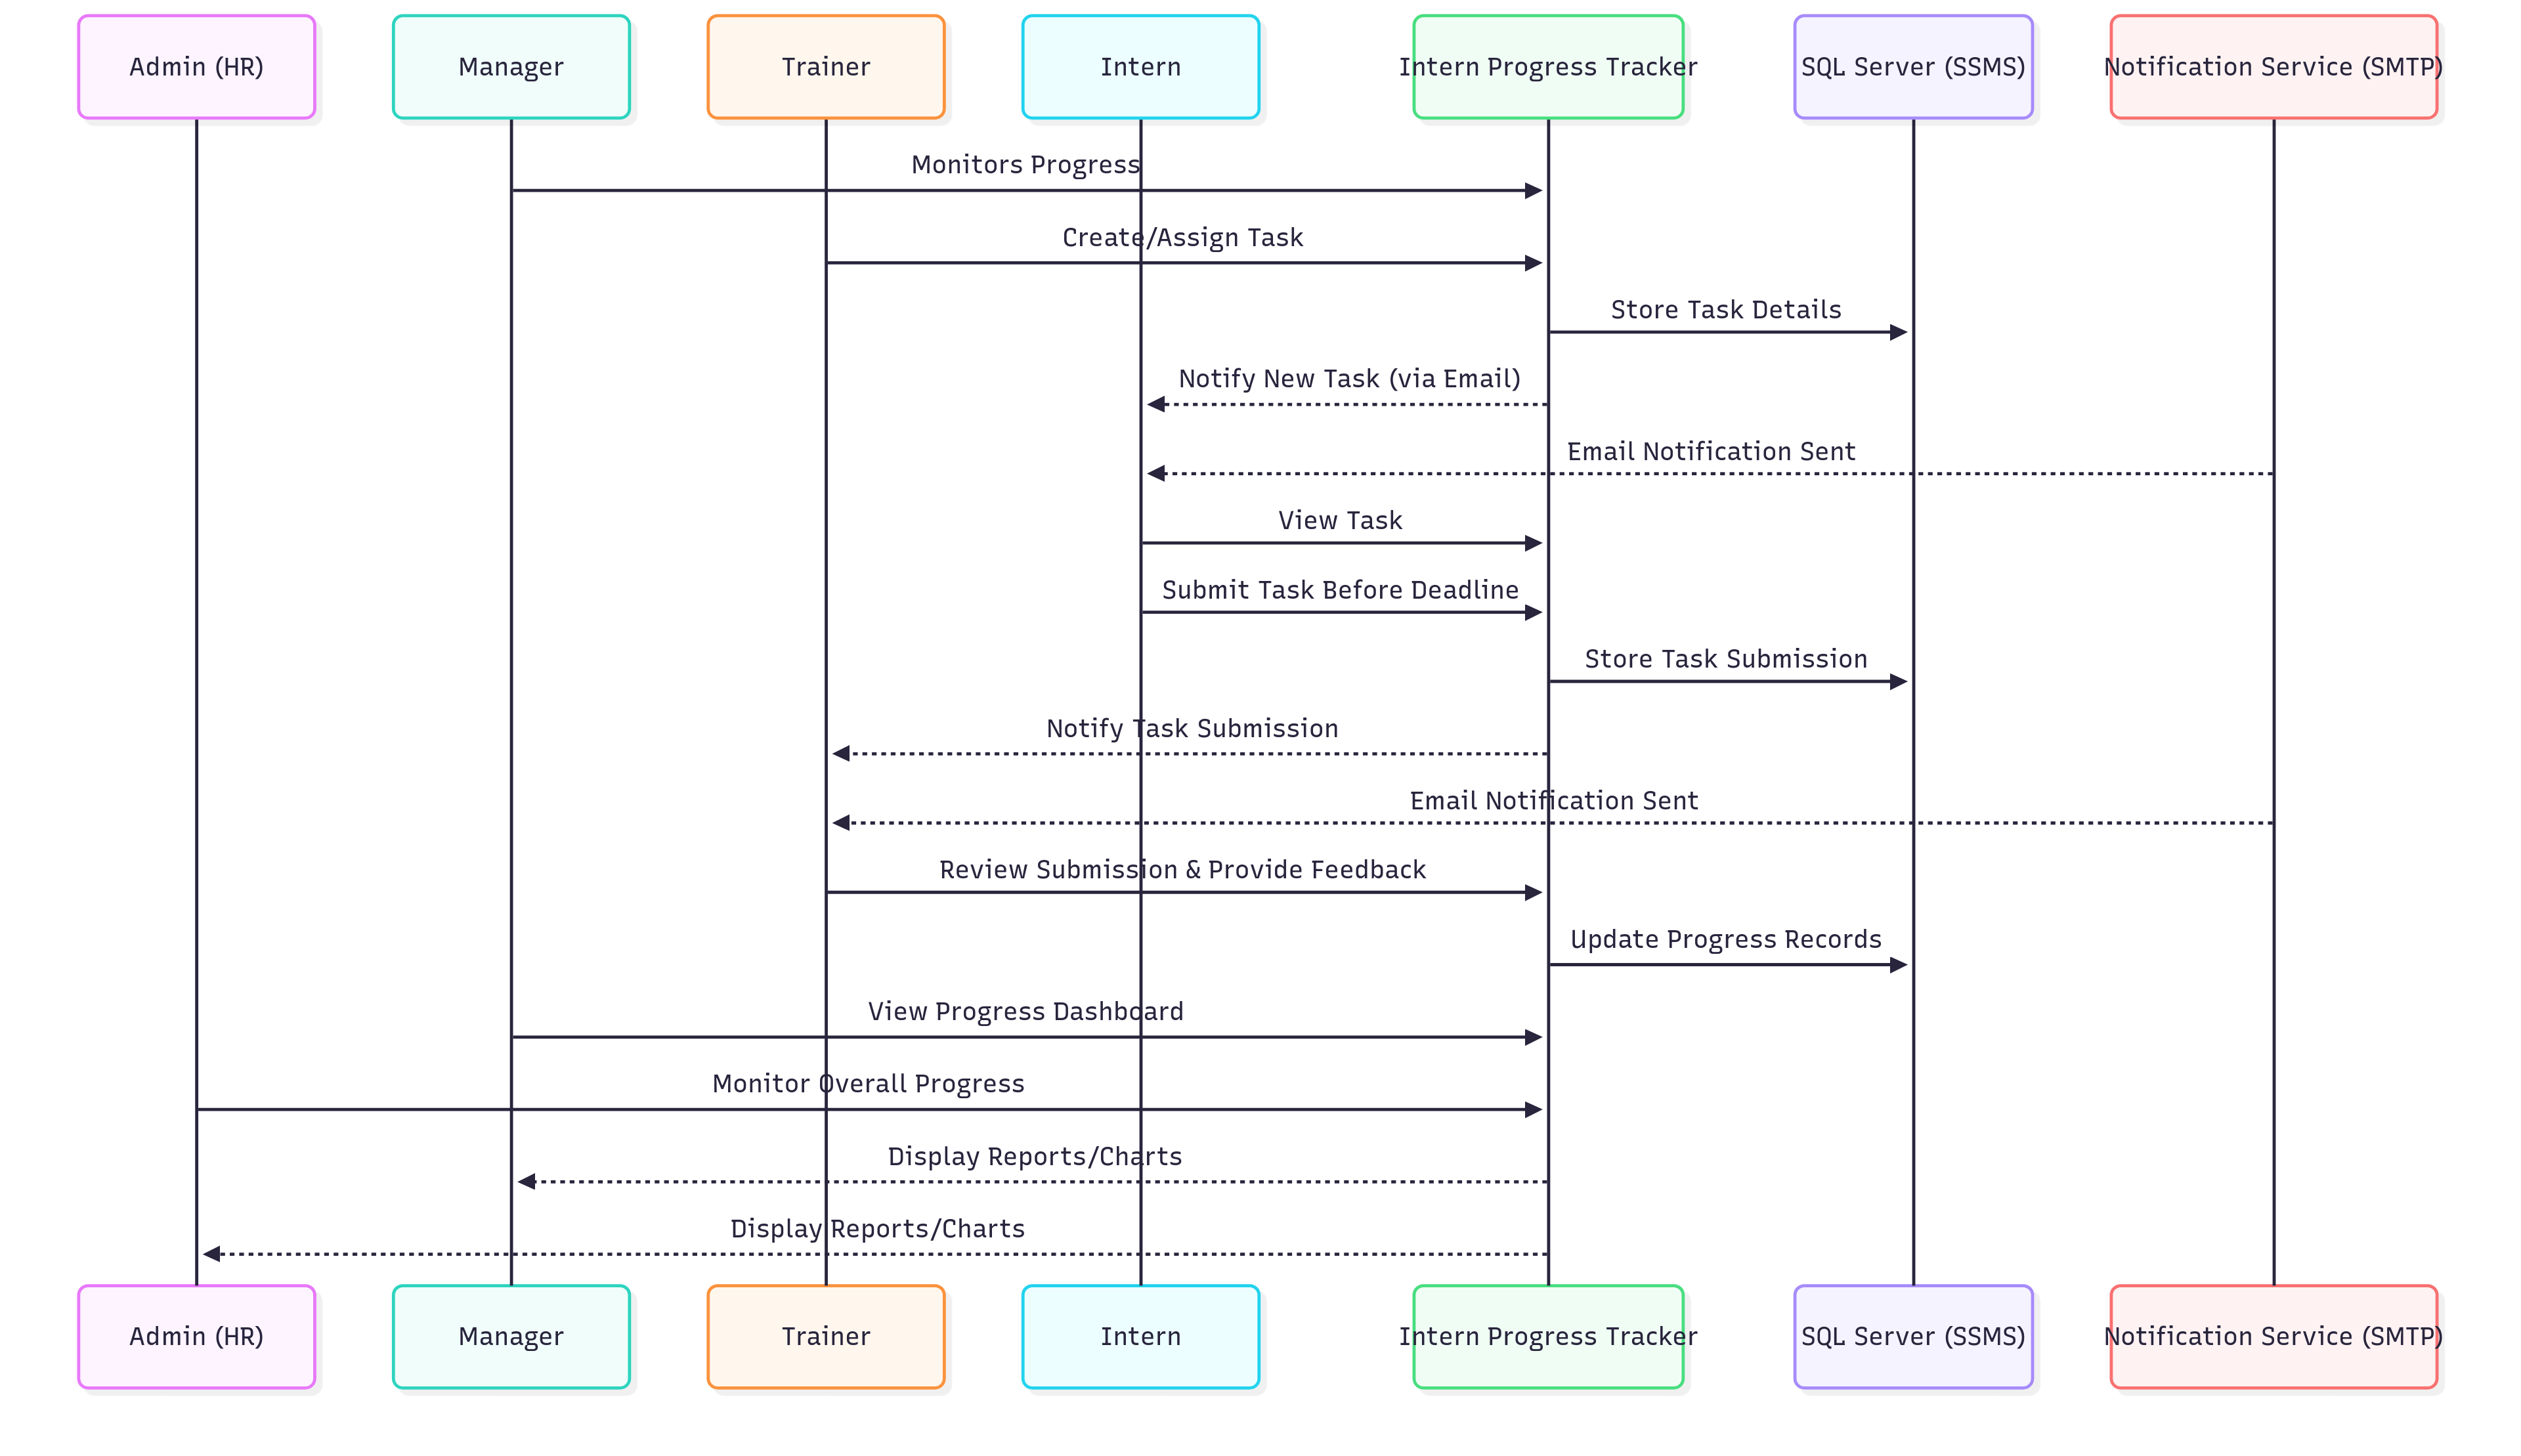 Admin (HR)
Manager
Trainer
Intern
Intern Progress Tracker
SQL Server (SSMS)
Notification Service (SMTP)
Monitors Progress
Create/Assign Task
Store Task Details
Notify New Task (via Email)
Email Notification Sent
View Task
Submit Task Before Deadline
Store Task Submission
Notify Task Submission
Email Notification Sent
Review Submission & Provide Feedback
Update Progress Records
View Progress Dashboard
Monitor Overall Progress
Display Reports/Charts
Display Reports/Charts
Admin (HR)
Manager
Trainer
Intern
Intern Progress Tracker
SQL Server (SSMS)
Notification Service (SMTP)